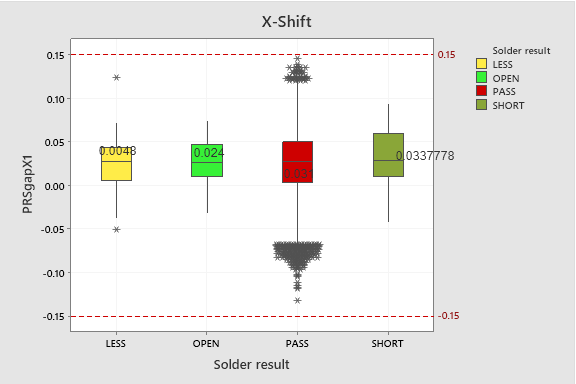 X-Shift
Solder result
LESS
OPEN
PASS
SHORT
PRSgapX1
0.15
0.10
0.05
0.00
-0.05
-0.10
-0.15
0.15
-0.15
0.0048
0.024
0.0337778
LESS
OPEN
PASS
SHORT
Solder result